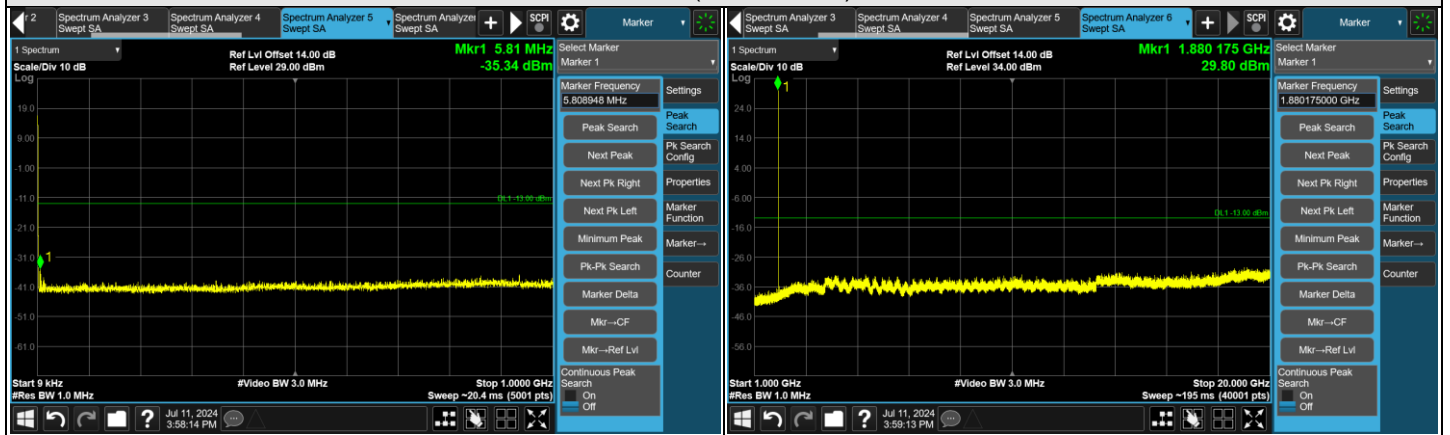 r 2
Spectrum Analyzer 3
Swept SA
Spectrum Analyzer 4
Swept SA
Spectrum Analyzer 5
Swept SA
Spectrum Analyze
Swept SA
SCPI
Marker
1 Spectrum
Scale/Div 10 dB
Log
Ref Lvl Offset 14.00 dB
Ref Level 29.00 dBm
Mkr1 5.81 MHz
-35.34 dBm
19.0
9.00
-1.00
-11.0
-21.0
-31.0
-41.0
-51.0
-61.0
DL1 -13.00 dBm
1
Start 9 kHz
#Res BW 1.0 MHz
#Video BW 3.0 MHz
Stop 1.0000 GHz
Sweep ~20.4 ms (5001 pts)
Select Marker
Marker 1
Marker Frequency
5.808948 MHz
Peak Search
Next Peak
Next Pk Right
Next Pk Left
Minimum Peak
Pk-Pk Search
Marker Delta
Mkr→CF
Mkr→Ref Lvl
Continuous Peak
Search
On
Off
Settings
Peak
Search
Pk Search
Config
Properties
Marker
Function
Marker→
Counter
?
Jul 11, 2024
3:58:14 PM
Spectrum Analyzer 3
Swept SA
Spectrum Analyzer 4
Swept SA
Spectrum Analyzer 5
Swept SA
Spectrum Analyzer 6
Swept SA
SCPI
Marker
1 Spectrum
Scale/Div 10 dB
Log
Ref Lvl Offset 14.00 dB
Ref Level 34.00 dBm
Mkr1 1.880 175 GHz
29.80 dBm
24.0
14.0
4.00
-6.00
-16.0
-26.0
-36.0
-46.0
-56.0
DL1 -13.00 dBm
1
Start 1.000 GHz
#Res BW 1.0 MHz
#Video BW 3.0 MHz
Stop 20.000 GHz
Sweep ~195 ms (40001 pts)
Select Marker
Marker 1
Marker Frequency
1.880175000 GHz
Peak Search
Next Peak
Next Pk Right
Next Pk Left
Minimum Peak
Pk-Pk Search
Marker Delta
Mkr→CF
Mkr→Ref Lvl
Continuous Peak
Search
On
Off
Settings
Peak
Search
Pk Search
Config
Properties
Marker
Function
Marker→
Counter
?
Jul 11, 2024
3:59:13 PM